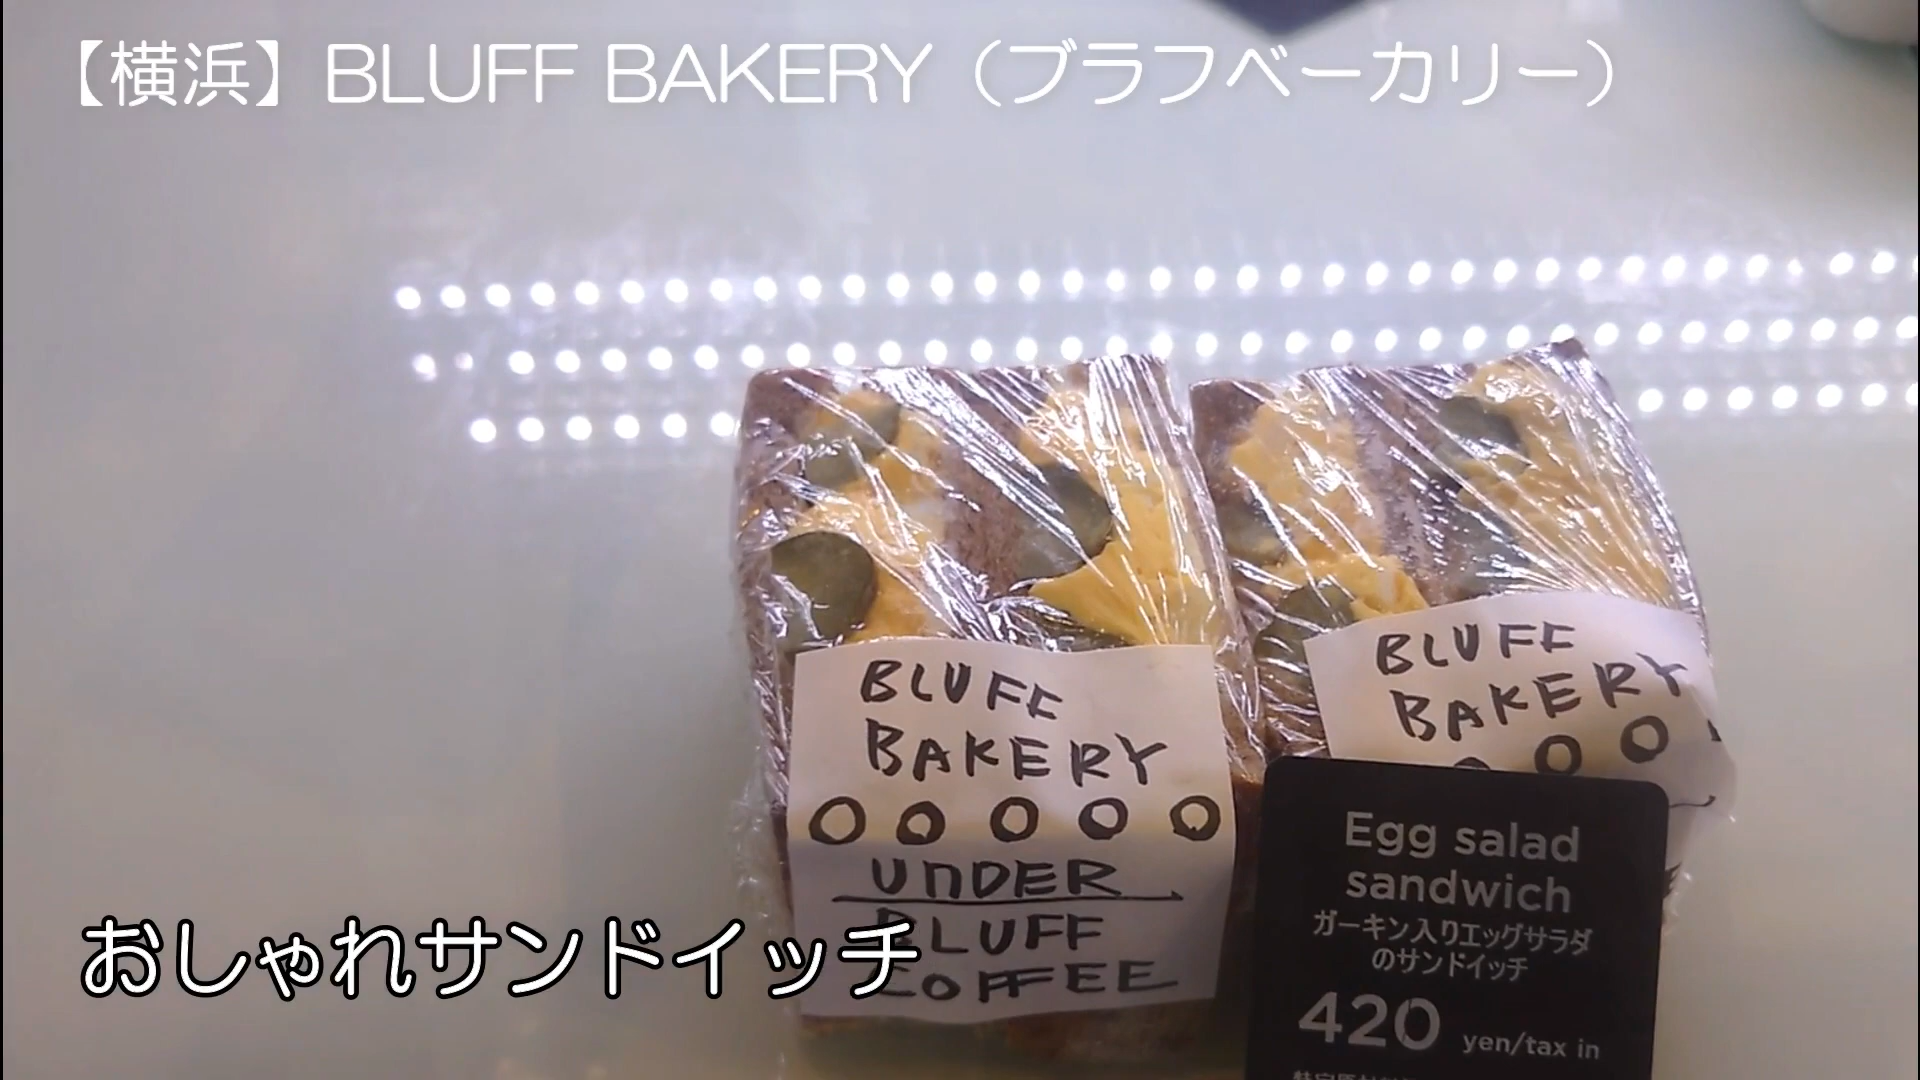 【横浜】BLUFF BAKERY（ブラフベーカリー）
BLUFF
BAKERY
OOOOO
UNDER
BLUFF
COFFEE
BLUFF
BAKERY
Egg salad
sandwich
ガーキン入りエッグサラダ
のサンドイッチ
420 yen/tax in
おしゃれサンドイッチ